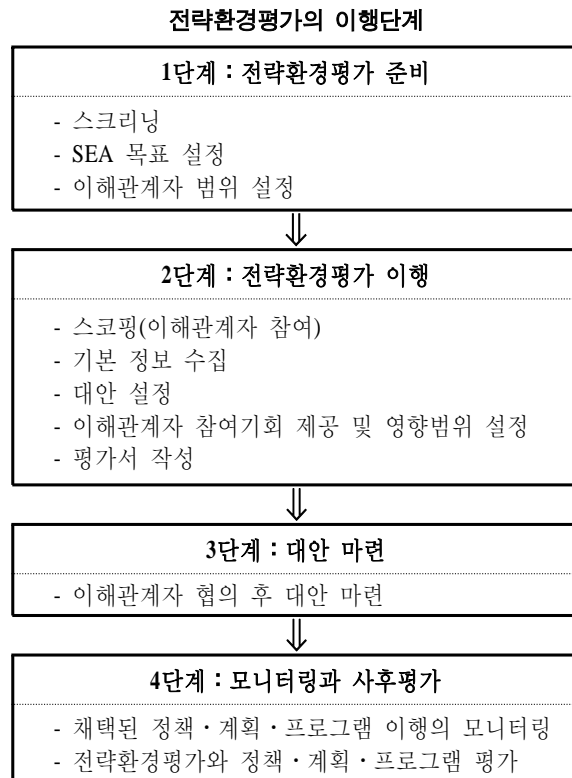 전략환경평가의 이행단계
1단계 : 전략환경평가 준비
- 스크리닝
- SEA 목표 설정
- 이해관계자 범위 설정
⇓
2단계 : 전략환경평가 이행
- 스코핑(이해관계자 참여)
- 기본 정보 수집
- 대안 설정
- 이해관계자 참여기회 제공 및 영향범위 설정
- 평가서 작성
⇓
3단계 : 대안 마련
- 이해관계자 협의 후 대안 마련
⇓
4단계 : 모니터링과 사후평가
- 채택된 정책·계획·프로그램 이행의 모니터링
- 전략환경평가와 정책·계획·프로그램 평가